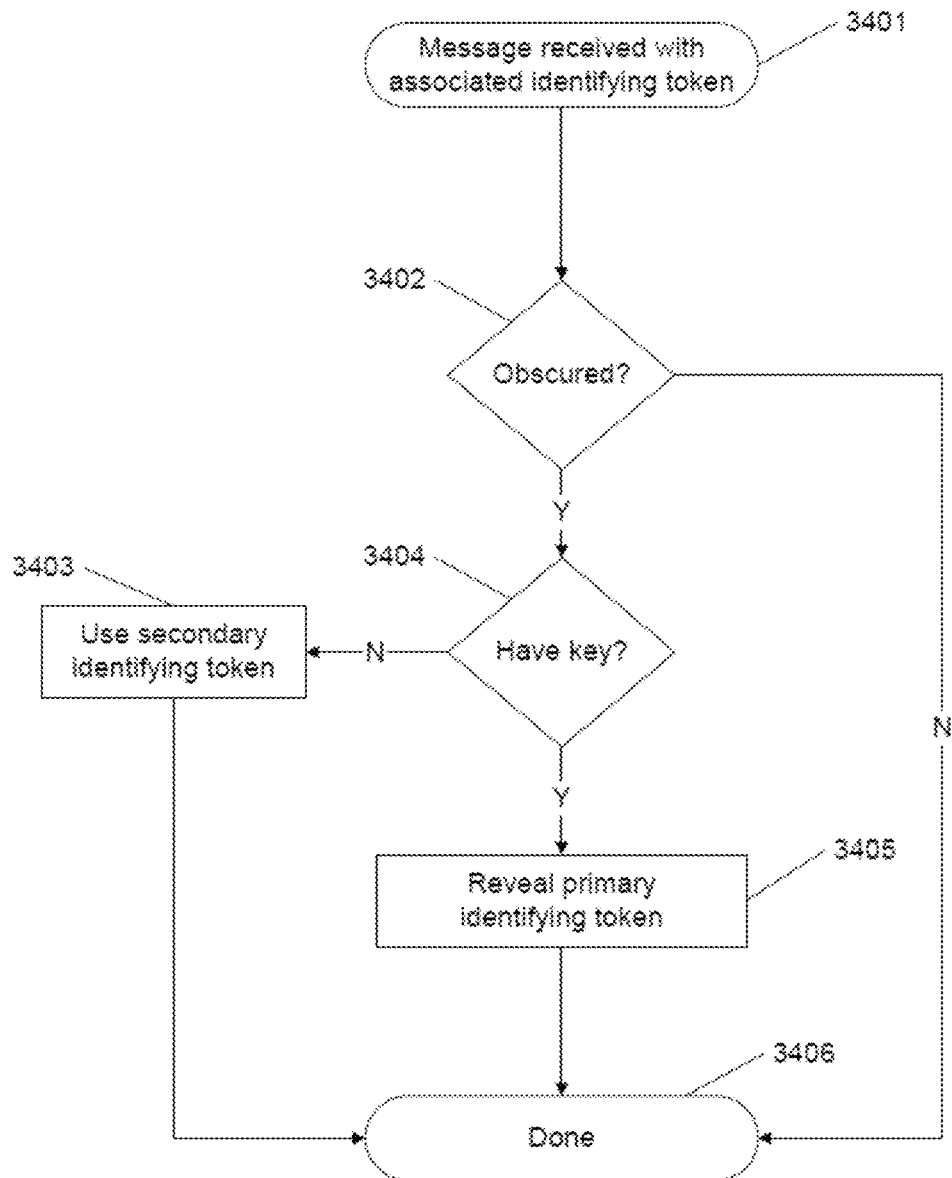 3401
Message received with
associated identifying token
3402
Obscured?
Y
3404
3403
Use secondary
identifying token
N
Have key?
N
Y
3405
Reveal primary
identifying token
3406
Done